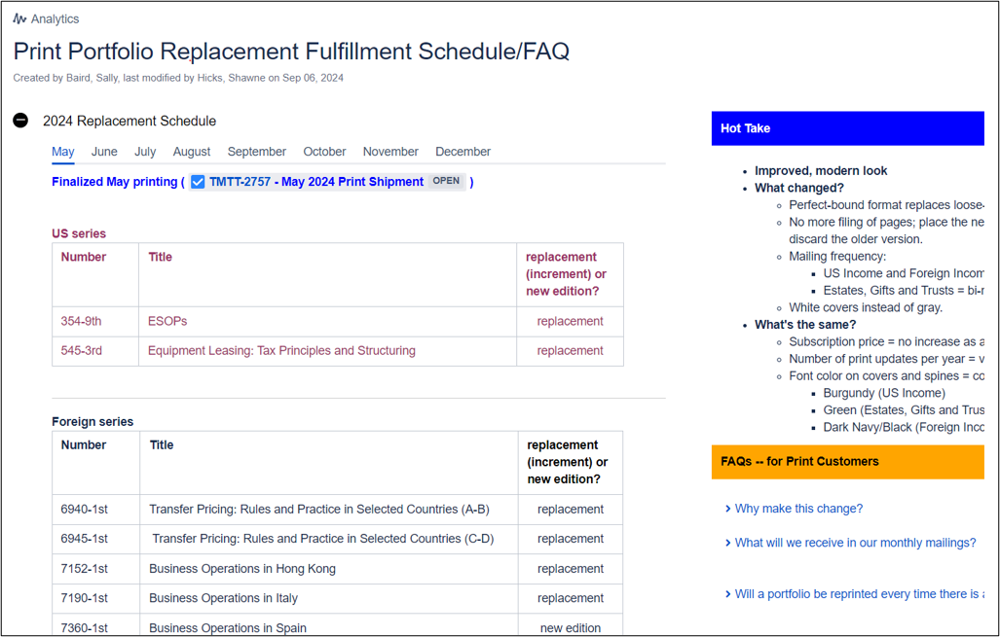 Analytics
Print Portfolio Replacement Fulfillment Schedule/FAQ
Created by Baird, Sally, last modified by Hicks, Shawne on Sep 06, 2024
2024 Replacement Schedule
May June July August September October November December
Finalized May printing ( TMTT-2757 - May 2024 Print Shipment OPEN )
US series
Number Title replacement (increment) or new edition?
354-9th ESOPs replacement
545-3rd Equipment Leasing: Tax Principles and Structuring replacement
Foreign series
Number Title replacement (increment) or new edition?
6940-1st Transfer Pricing: Rules and Practice in Selected Countries (A-B) replacement
6945-1st Transfer Pricing: Rules and Practice in Selected Countries (C-D) replacement
7152-1st Business Operations in Hong Kong replacement
7190-1st Business Operations in Italy replacement
7360-1st Business Operations in Spain new edition
Hot Take
Improved, modern look
What changed?
Perfect-bound format replaces loose-
No more filing of pages; place the
discard the older version.
Mailing frequency:
US Income and Foreign
Estates, Gifts and Trusts =
White covers instead of gray.
What's the same?
Subscription price = no increase as
Number of print updates per year =
Font color on covers and spines =
Burgundy (US Income)
Green (Estates, Gifts and
Dark Navy/Black (Foreign
FAQs -- for Print Customers
Why make this change?
What will we receive in our monthly mailings?
Will a portfolio be reprinted every time there is